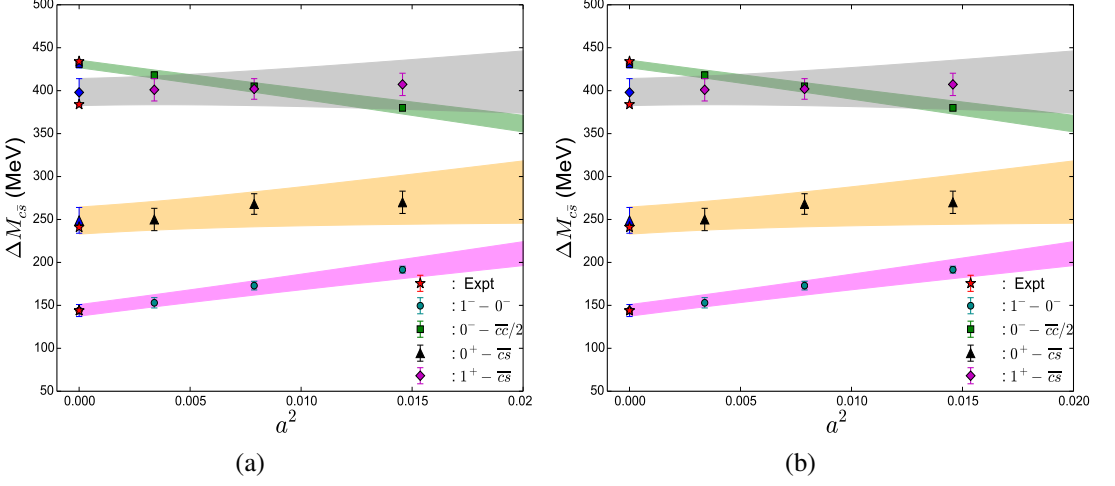 500
450
400
350
300
250
200
150
100
50
ΔM_{c\bar{s}} (MeV)
: Expt
: 1⁻ − 0⁻
: 0⁻ − \overline{cc}/2
: 0⁺ − \overline{cs}
: 1⁺ − \overline{cs}
0.000 0.005 0.010 0.015 0.02
a²
(a)
500
450
400
350
300
250
200
150
100
50
ΔM_{c\bar{s}} (MeV)
: Expt
: 1⁻ − 0⁻
: 0⁻ − \overline{cc}/2
: 0⁺ − \overline{cs}
: 1⁺ − \overline{cs}
0.000 0.005 0.010 0.015 0.020
a²
(b)